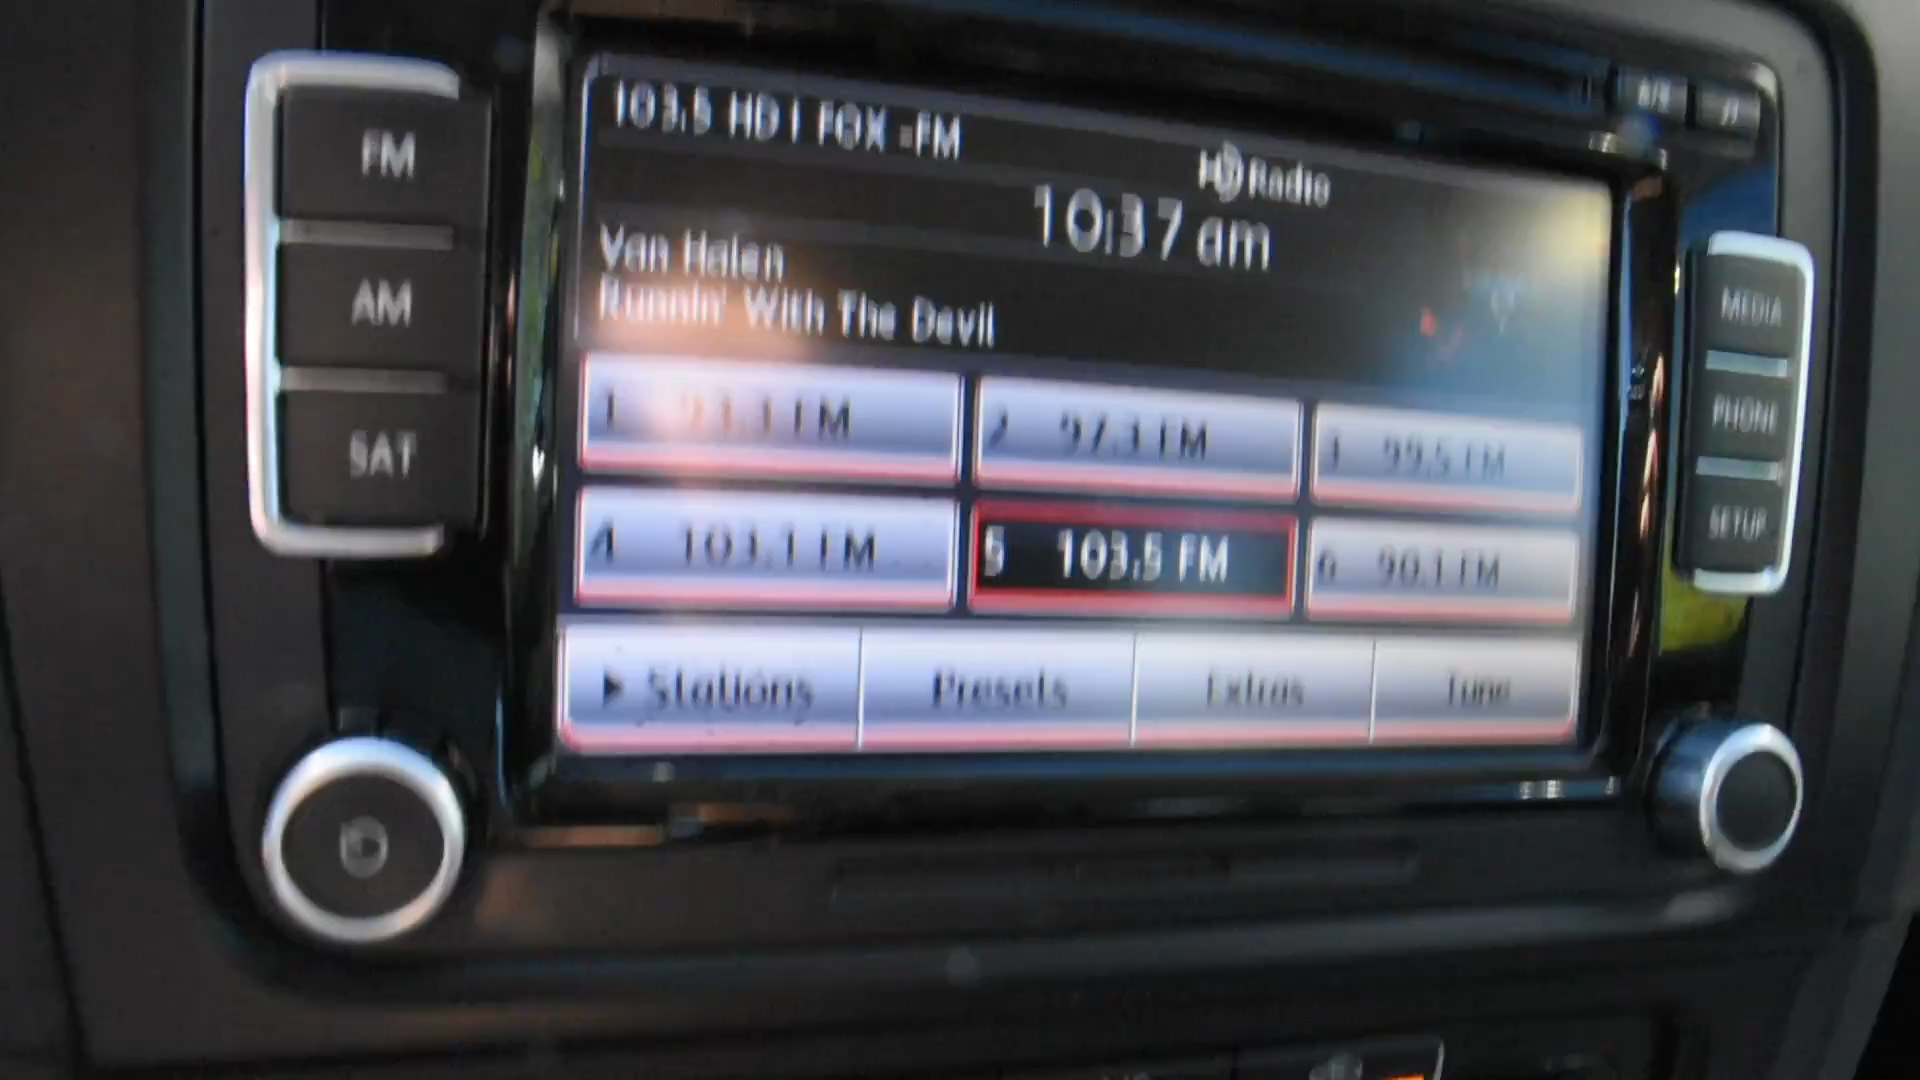 103.5 HD1 FOX -FM
HD Radio
10:37 am
Van Halen
Runnin' With The Devil
FM
AM
SAT
MEDIA
PHONE
SETUP
1 93.3 FM
2 97.3 FM
3 99.5 FM
4 103.1 FM
5 103.5 FM
6 90.1 FM
Stations
Presets
Extras
Tune